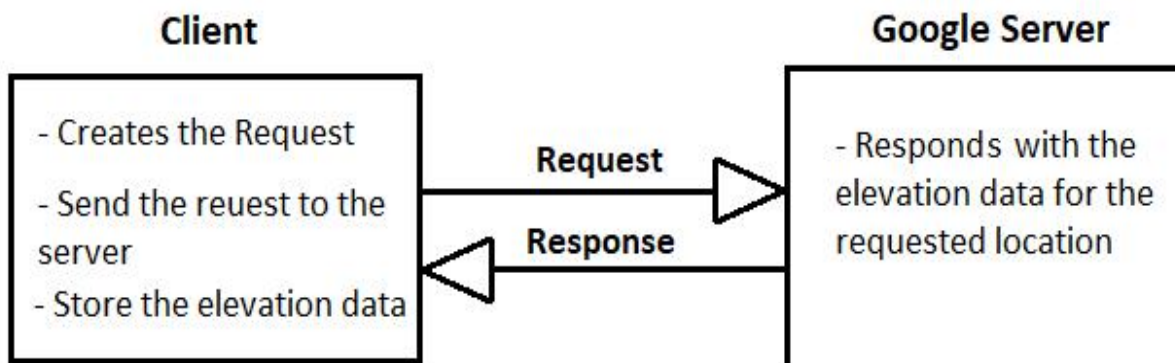 Client
- Creates the Request
- Send the reuest to the
server
- Store the elevation data
Request
Response
Google Server
- Responds with the
elevation data for the
requested location